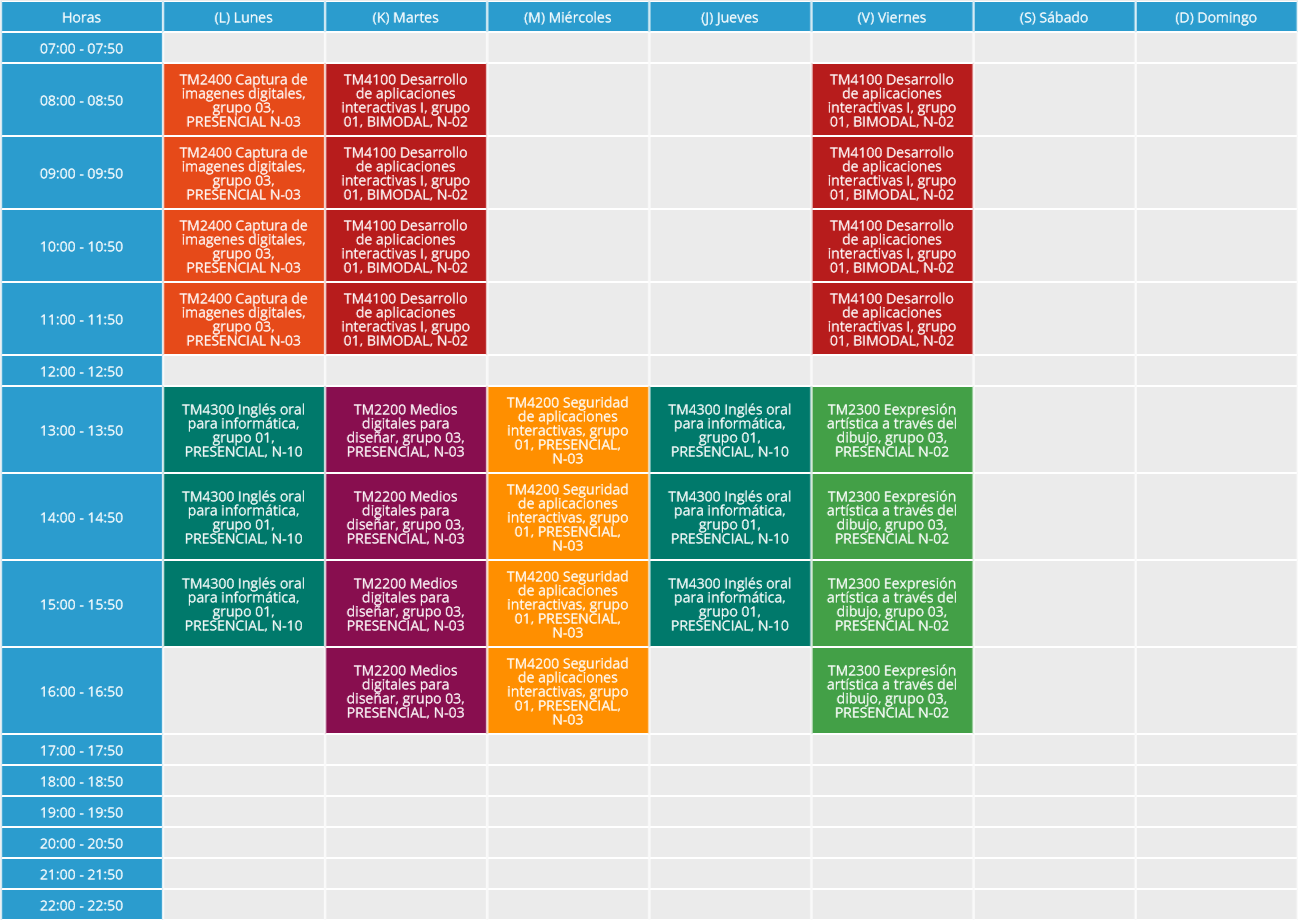 Horas
(L) Lunes
(K) Martes
(M) Miércoles
(J) Jueves
(V) Viernes
(S) Sábado
(D) Domingo
07:00 - 07:50
08:00 - 08:50
TM2400 Captura de
imagenes digitales,
grupo 03,
PRESENCIAL N-03
TM4100 Desarrollo
de aplicaciones
interactivas I, grupo
01, BIMODAL, N-02
TM4100 Desarrollo
de aplicaciones
interactivas I, grupo
01, BIMODAL, N-02
09:00 - 09:50
TM2400 Captura de
imagenes digitales,
grupo 03,
PRESENCIAL N-03
TM4100 Desarrollo
de aplicaciones
interactivas I, grupo
01, BIMODAL, N-02
TM4100 Desarrollo
de aplicaciones
interactivas I, grupo
01, BIMODAL, N-02
10:00 - 10:50
TM2400 Captura de
imagenes digitales,
grupo 03,
PRESENCIAL N-03
TM4100 Desarrollo
de aplicaciones
interactivas I, grupo
01, BIMODAL, N-02
TM4100 Desarrollo
de aplicaciones
interactivas I, grupo
01, BIMODAL, N-02
11:00 - 11:50
TM2400 Captura de
imagenes digitales,
grupo 03,
PRESENCIAL N-03
TM4100 Desarrollo
de aplicaciones
interactivas I, grupo
01, BIMODAL, N-02
TM4100 Desarrollo
de aplicaciones
interactivas I, grupo
01, BIMODAL, N-02
12:00 - 12:50
13:00 - 13:50
TM4300 Inglés oral
para informática,
grupo 01,
PRESENCIAL, N-10
TM2200 Medios
digitales para
diseñar, grupo 03,
PRESENCIAL, N-03
TM4200 Seguridad
de aplicaciones
interactivas, grupo
01, PRESENCIAL,
N-03
TM4300 Inglés oral
para informática,
grupo 01,
PRESENCIAL, N-10
TM2300 Eexpresión
artística a través del
dibujo, grupo 03,
PRESENCIAL N-02
14:00 - 14:50
TM4300 Inglés oral
para informática,
grupo 01,
PRESENCIAL, N-10
TM2200 Medios
digitales para
diseñar, grupo 03,
PRESENCIAL, N-03
TM4200 Seguridad
de aplicaciones
interactivas, grupo
01, PRESENCIAL,
N-03
TM4300 Inglés oral
para informática,
grupo 01,
PRESENCIAL, N-10
TM2300 Eexpresión
artística a través del
dibujo, grupo 03,
PRESENCIAL N-02
15:00 - 15:50
TM4300 Inglés oral
para informática,
grupo 01,
PRESENCIAL, N-10
TM2200 Medios
digitales para
diseñar, grupo 03,
PRESENCIAL, N-03
TM4200 Seguridad
de aplicaciones
interactivas, grupo
01, PRESENCIAL,
N-03
TM4300 Inglés oral
para informática,
grupo 01,
PRESENCIAL, N-10
TM2300 Eexpresión
artística a través del
dibujo, grupo 03,
PRESENCIAL N-02
16:00 - 16:50
TM2200 Medios
digitales para
diseñar, grupo 03,
PRESENCIAL, N-03
TM4200 Seguridad
de aplicaciones
interactivas, grupo
01, PRESENCIAL,
N-03
TM2300 Eexpresión
artística a través del
dibujo, grupo 03,
PRESENCIAL N-02
17:00 - 17:50
18:00 - 18:50
19:00 - 19:50
20:00 - 20:50
21:00 - 21:50
22:00 - 22:50